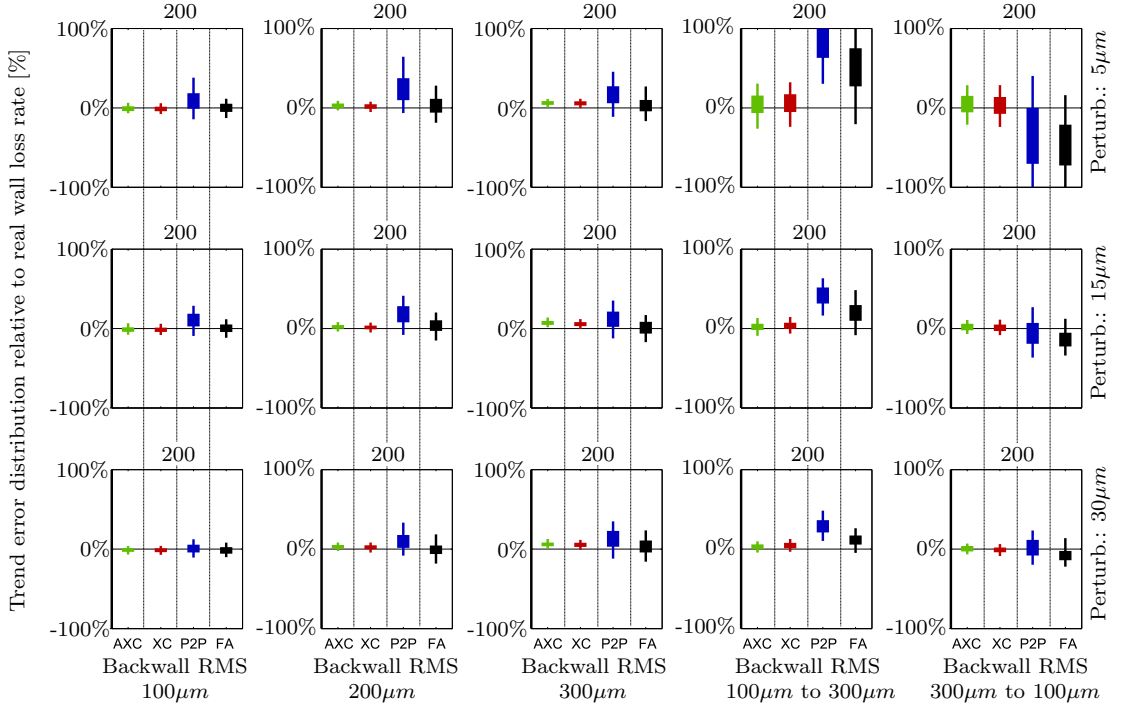 Trend error distribution relative to real wall loss rate [%]
200 200 200 200 200
100% 100% 100% 100% 100%
0% 0% 0% 0% 0%
-100% -100% -100% -100% -100%
Perturb.: 5μm
200 200 200 200 200
100% 100% 100% 100% 100%
0% 0% 0% 0% 0%
-100% -100% -100% -100% -100%
Perturb.: 15μm
200 200 200 200 200
100% 100% 100% 100% 100%
0% 0% 0% 0% 0%
-100% -100% -100% -100% -100%
Perturb.: 30μm
AXC XC P2P FA AXC XC P2P FA AXC XC P2P FA AXC XC P2P FA AXC XC P2P FA
Backwall RMS Backwall RMS Backwall RMS Backwall RMS Backwall RMS
100μm 200μm 300μm 100μm to 300μm 300μm to 100μm